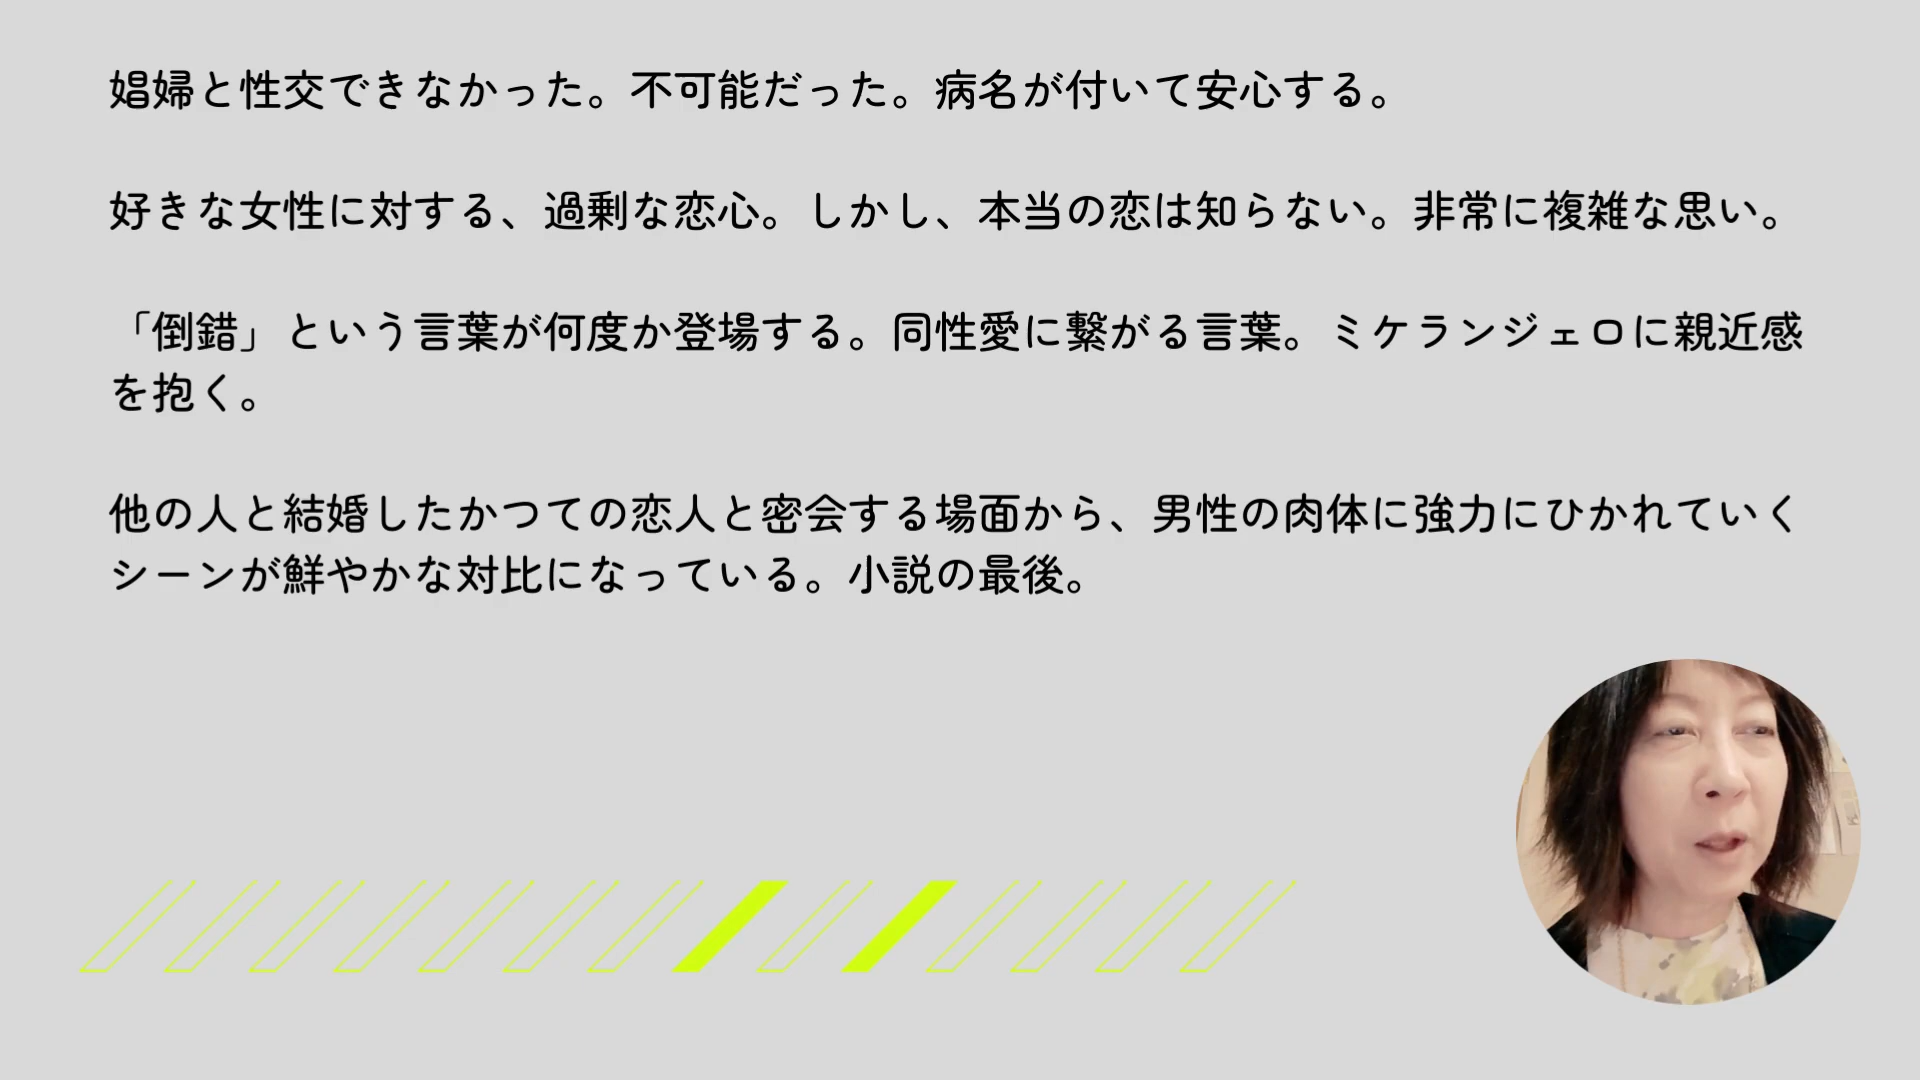 娼婦と性交できなかった。不可能だった。病名が付いて安心する。
好きな女性に対する、過剰な恋心。しかし、本当の恋は知らない。非常に複雑な思い。
「倒錯」という言葉が何度か登場する。同性愛に繋がる言葉。ミケランジェロに親近感
を抱く。
他の人と結婚したかつての恋人と密会する場面から、男性の肉体に強力にひかれていく
シーンが鮮やかな対比になっている。小説の最後。